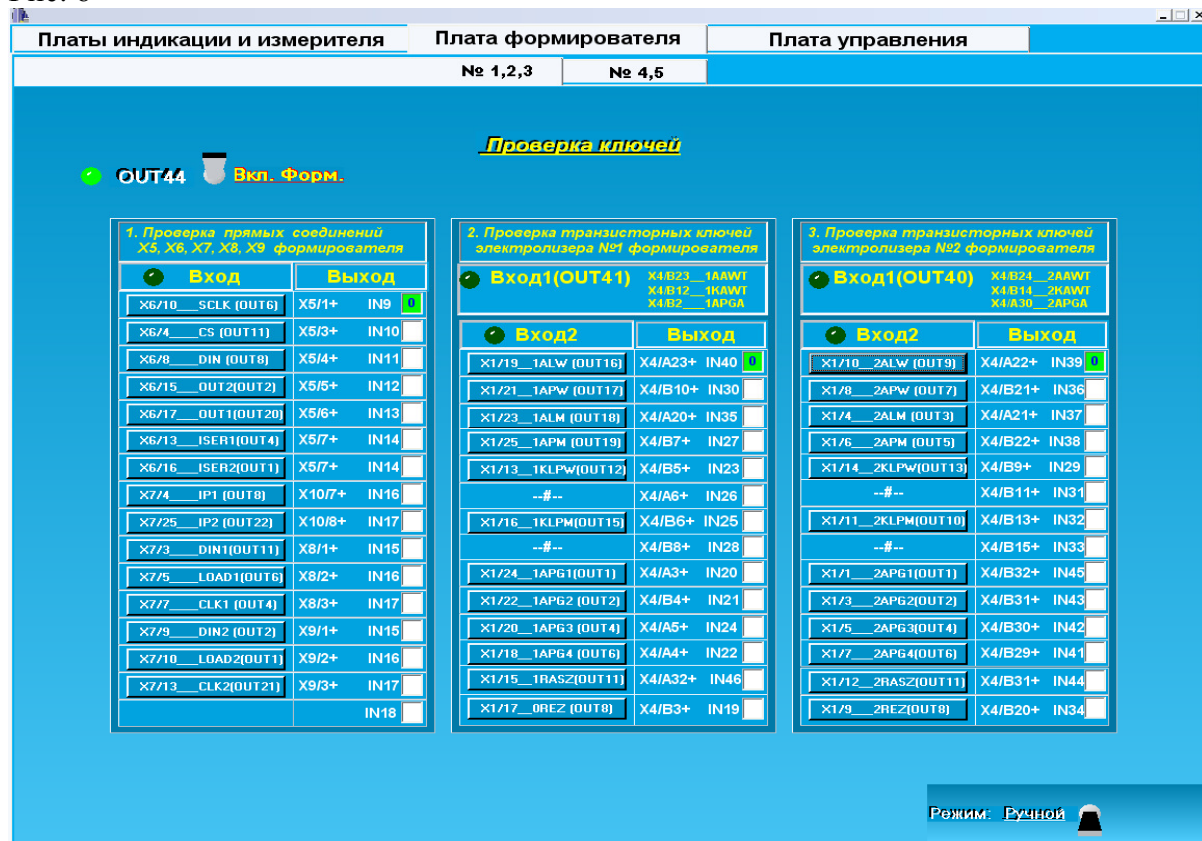 Платы индикации и измерителя
Плата формирователя
Плата управления
№ 1,2,3
№ 4,5
Проверка ключей
OUT44
Вкл. Форм.
1. Проверка прямых соединений
X5, X6, X7, X8, X9 формирователя
Вход
Выход
X6/10___SCLK (OUT6) X5/1+ IN9 0
X6/4____CS (OUT11) X5/3+ IN10
X6/8____DIN (OUT8) X5/4+ IN11
X6/15___OUT2(OUT2) X5/5+ IN12
X6/17___OUT1(OUT20) X5/6+ IN13
X6/13___ISER1(OUT4) X5/7+ IN14
X6/16___ISER2(OUT1) X5/7+ IN14
X7/4____IP1 (OUT8) X10/7+ IN16
X7/25___IP2 (OUT22) X10/8+ IN17
X7/3____DIN1(OUT11) X8/1+ IN15
X7/5____LOAD1(OUT6) X8/2+ IN16
X7/7____CLK1 (OUT4) X8/3+ IN17
X7/9____DIN2 (OUT2) X9/1+ IN15
X7/10___LOAD2(OUT1) X9/2+ IN16
X7/13___CLK2(OUT21) X9/3+ IN17
IN18
2. Проверка транзисторных ключей
электролизера №1 формирователя
Вход1(OUT41)
X4/B23__1AAWT
X4/B12__1KAWT
X4/B2___1APGA
Вход2
Выход
X1/19__1ALW (OUT16) X4/A23+ IN40 0
X1/21__1APW (OUT17) X4/B10+ IN30
X1/23__1ALM (OUT18) X4/A20+ IN35
X1/25__1APM (OUT19) X4/B7+ IN27
X1/13__1KLPW(OUT12) X4/B5+ IN23
--#-- X4/A6+ IN26
X1/16__1KLPM(OUT15) X4/B6+ IN25
--#-- X4/B8+ IN28
X1/24__1APG1(OUT1) X4/A3+ IN20
X1/22__1APG2 (OUT2) X4/B4+ IN21
X1/20__1APG3 (OUT4) X4/A5+ IN24
X1/18__1APG4 (OUT6) X4/A4+ IN22
X1/15__1RASZ(OUT11) X4/A32+ IN46
X1/17__0REZ (OUT8) X4/B3+ IN19
3. Проверка транзисторных ключей
электролизера №2 формирователя
Вход1(OUT40)
X4/B24__2AAWT
X4/B14__2KAWT
X4/A30__2APGA
Вход2
Выход
X1/10__2ALW (OUT9) X4/A22+ IN39 0
X1/8___2APW (OUT7) X4/B21+ IN36
X1/4___2ALM (OUT3) X4/A21+ IN37
X1/6___2APM (OUT5) X4/B22+ IN38
X1/14__2KLPW(OUT13) X4/B9+ IN29
--#-- X4/B11+ IN31
X1/11__2KLPM(OUT10) X4/B13+ IN32
--#-- X4/B15+ IN33
X1/1___2APG1(OUT1) X4/B32+ IN45
X1/3___2APG2(OUT2) X4/B31+ IN43
X1/5___2APG3(OUT4) X4/B30+ IN42
X1/7___2APG4(OUT6) X4/B29+ IN41
X1/12__2RASZ(OUT11) X4/B31+ IN44
X1/9___2REZ(OUT8) X4/B20+ IN34
Режим: Ручной